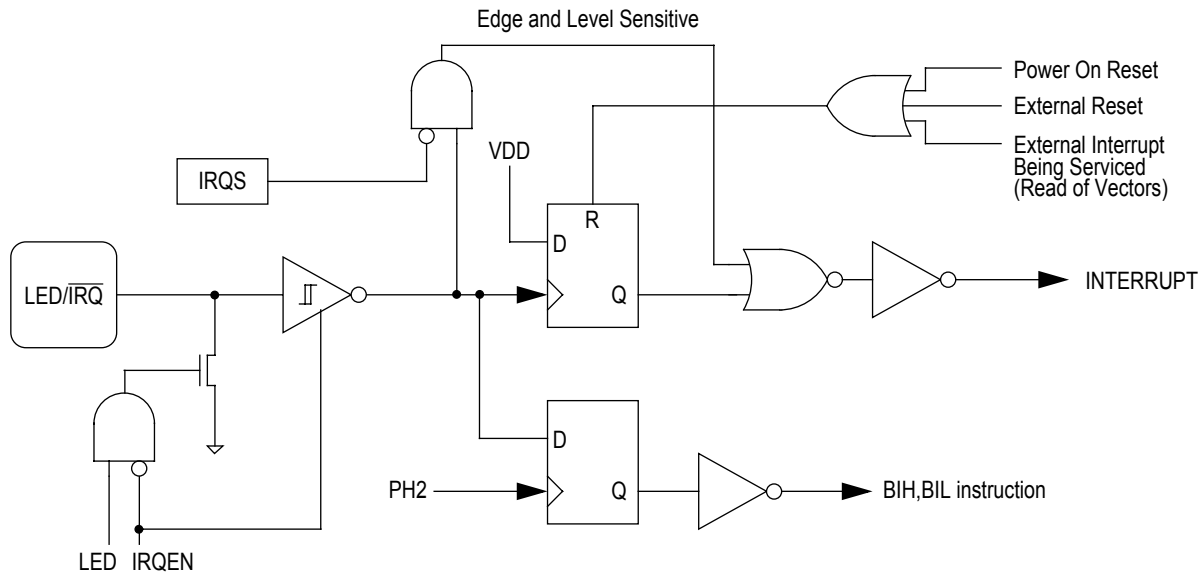 Edge and Level Sensitive
Power On Reset
External Reset
External Interrupt
Being Serviced
(Read of Vectors)
VDD
IRQS
R
D
Q
LED/IRQ
INTERRUPT
D
Q
PH2
BIH,BIL instruction
LED IRQEN